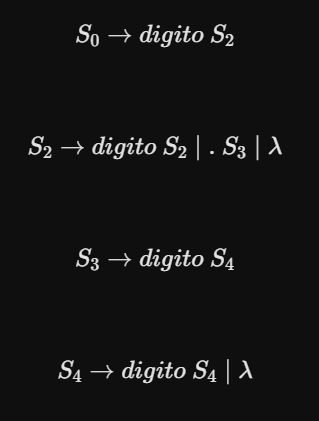 S₀ → digito S₂
S₂ → digito S₂ | . S₃ | λ
S₃ → digito S₄
S₄ → digito S₄ | λ